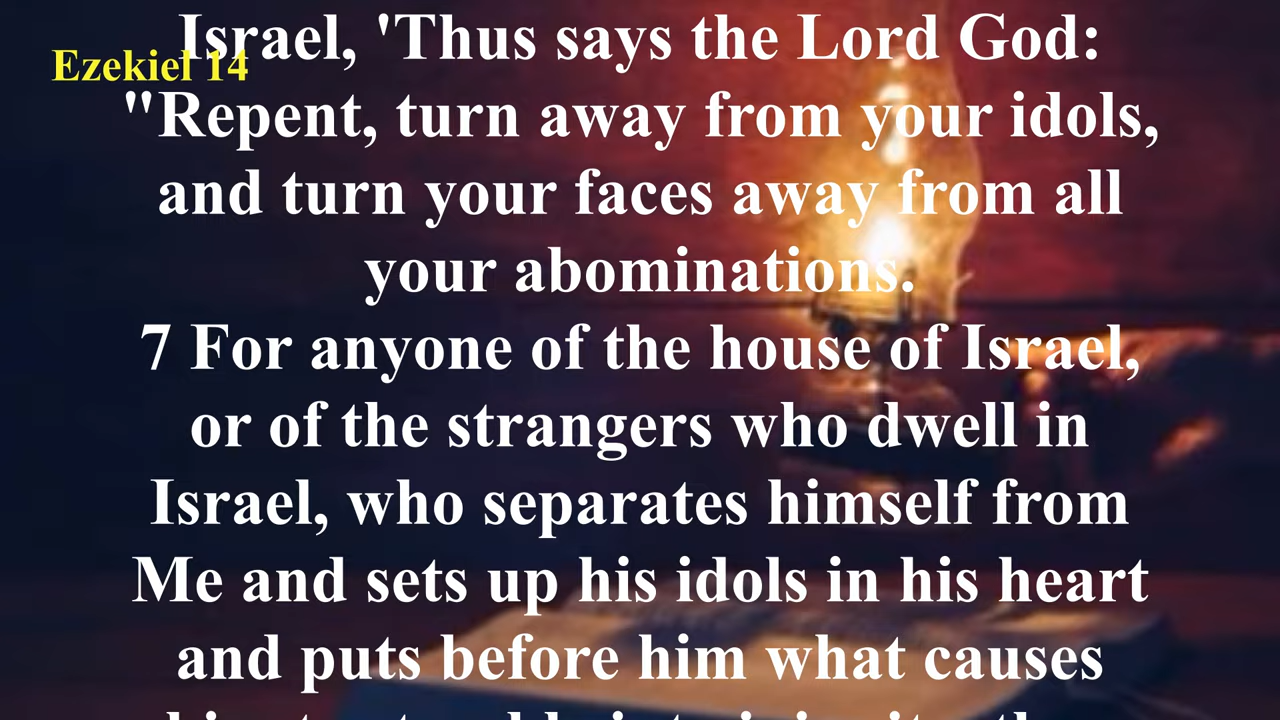 Israel, 'Thus says the Lord God:
Ezekiel 14
"Repent, turn away from your idols,
and turn your faces away from all
your abominations.
7 For anyone of the house of Israel,
or of the strangers who dwell in
Israel, who separates himself from
Me and sets up his idols in his heart
and puts before him what causes